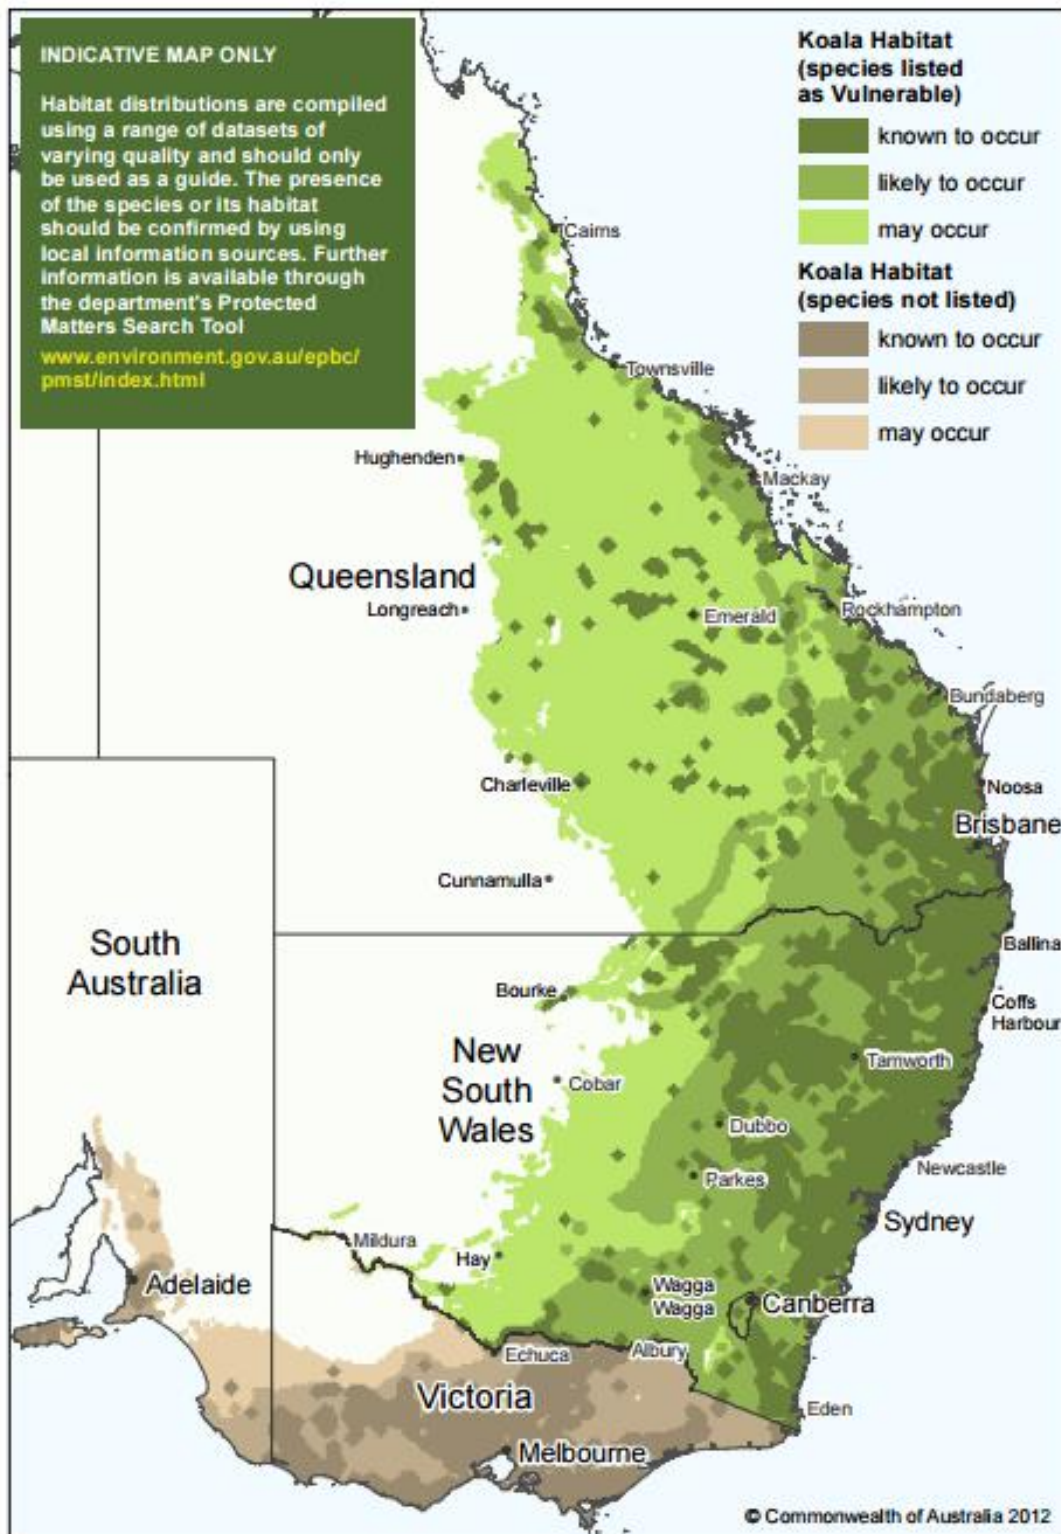 INDICATIVE MAP ONLY
Habitat distributions are compiled
using a range of datasets of
varying quality and should only
be used as a guide. The presence
of the species or its habitat
should be confirmed by using
local information sources. Further
information is available through
the department's Protected
Matters Search Tool
www.environment.gov.au/epbc/
pmst/index.html
Koala Habitat
(species listed
as Vulnerable)
known to occur
likely to occur
may occur
Koala Habitat
(species not listed)
known to occur
likely to occur
may occur
Cairns
Townsville
Hughenden
Mackay
Queensland
Longreach
Emerald
Rockhampton
Bundaberg
Charleville
Noosa
Brisbane
Cunnamulla
South
Australia
Ballina
Bourke
Coffs
Harbour
New
South
Wales
Tamworth
Cobar
Dubbo
Newcastle
Parkes
Sydney
Mildura
Hay
Adelaide
Wagga
Wagga
Canberra
Echuca
Albury
Victoria
Eden
Melbourne
© Commonwealth of Australia 2012